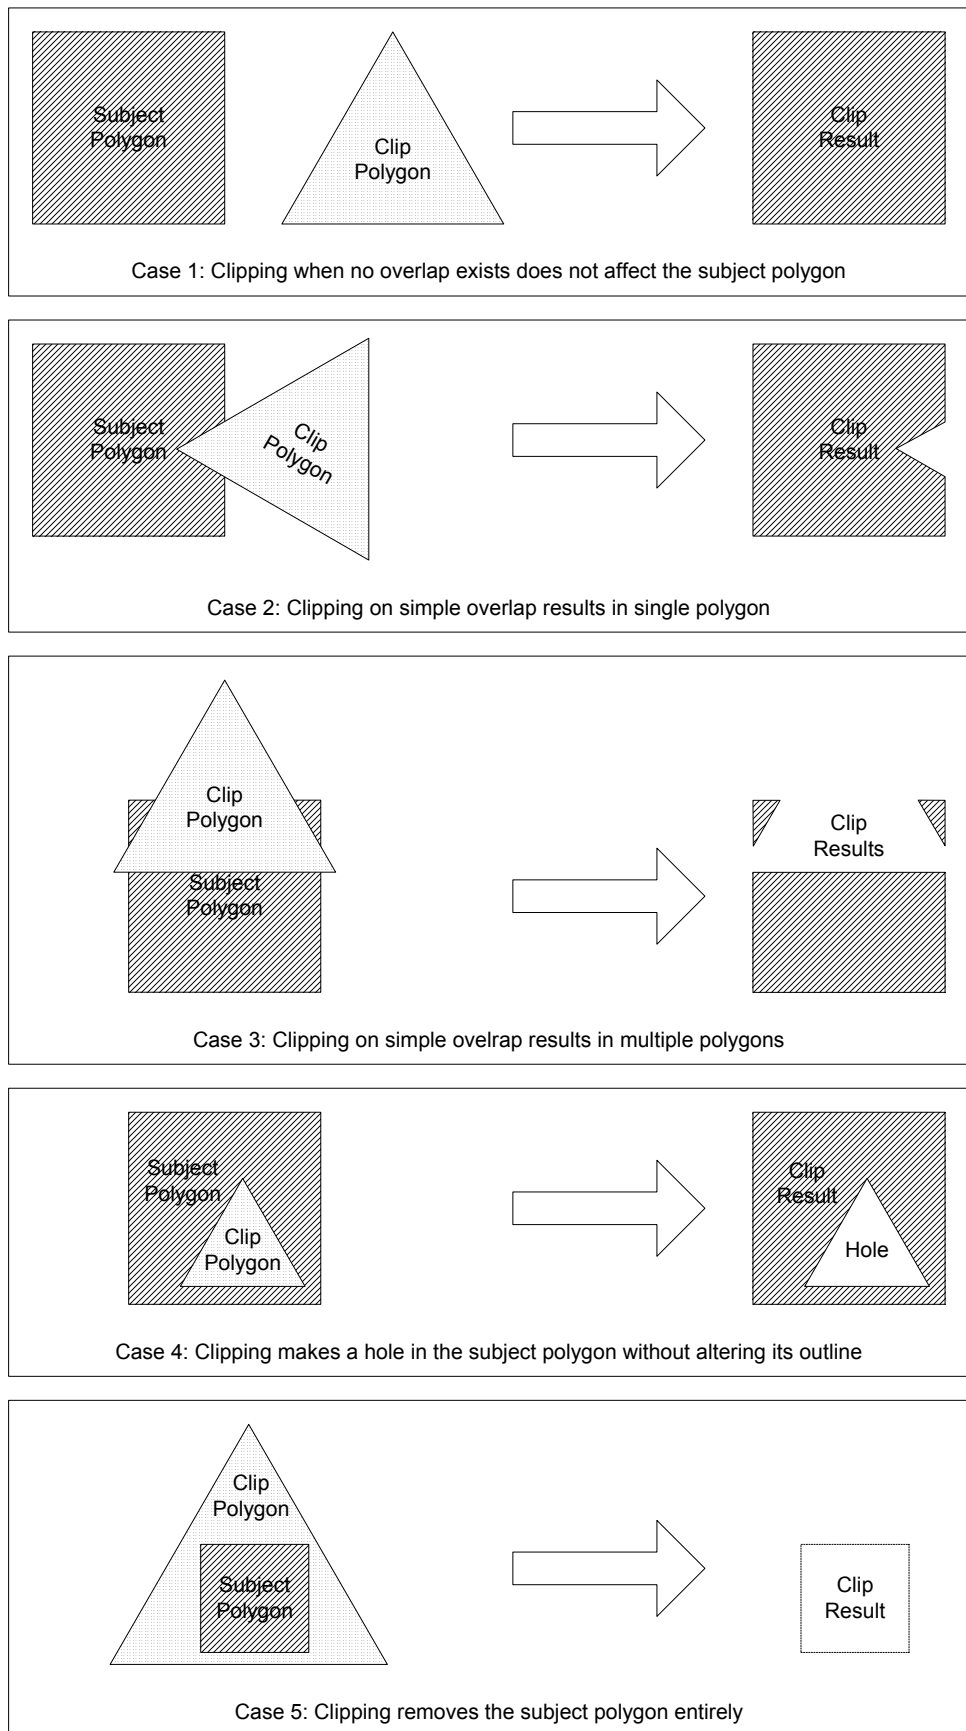 Subject
Polygon
Clip
Polygon
Clip
Result
Case 1: Clipping when no overlap exists does not affect the subject polygon
Subject
Polygon
Clip
Polygon
Clip
Result
Case 2: Clipping on simple overlap results in single polygon
Clip
Polygon
Subject
Polygon
Clip
Results
Case 3: Clipping on simple ovelrap results in multiple polygons
Subject
Polygon
Clip
Polygon
Clip
Result
Hole
Case 4: Clipping makes a hole in the subject polygon without altering its outline
Clip
Polygon
Subject
Polygon
Clip
Result
Case 5: Clipping removes the subject polygon entirely